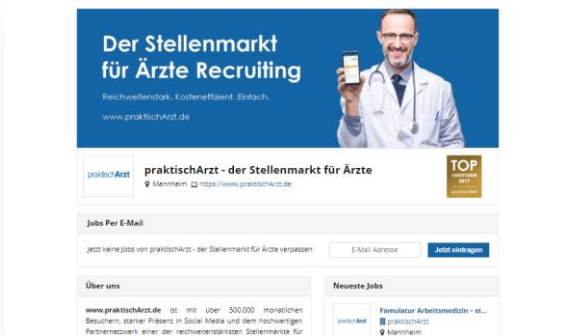 Der Stellenmarkt
für Ärzte Recruiting
Reichweitenstark. Kosteneffizient. Einfach.
www.praktischArzt.de
praktischArzt
praktischArzt - der Stellenmarkt für Ärzte
Mannheim https://www.praktischArzt.de
TOP
2019
Jobs Per E-Mail
Jetzt keine Jobs von praktischArzt - der Stellenmarkt für Ärzte verpassen:
E-Mail Adresse
Jetzt eintragen
Über uns
www.praktischArzt.de ist mit über 500.000 monatlichen
Besuchern, starker Präsenz in Social Media und dem hochwertigen
Partnernetzwerk einer der reichweitenstärksten Stellenmärkte für
Neueste Jobs
praktischArzt
Famulatur Arbeitsmedizin – ei...
praktischArzt
Mannheim